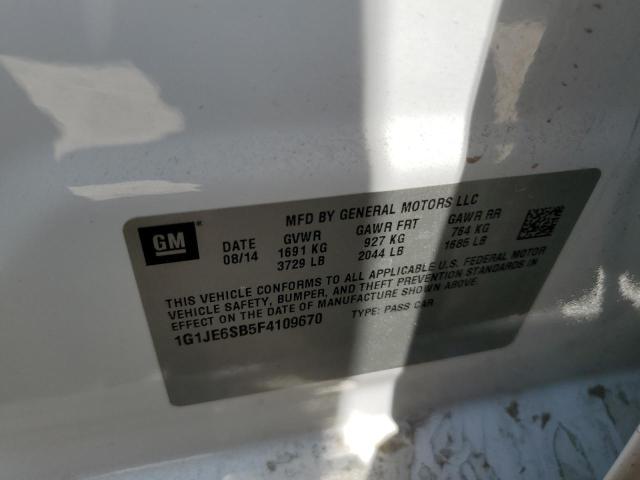 MFD BY GENERAL MOTORS LLC
GM
DATE GVWR GAWR FRT GAWR RR
08/14 1691 KG 927 KG 764 KG
3729 LB 2044 LB 1685 LB
THIS VEHICLE CONFORMS TO ALL APPLICABLE U.S. FEDERAL MOTOR
VEHICLE SAFETY, BUMPER, AND THEFT PREVENTION STANDARDS IN
EFFECT ON THE DATE OF MANUFACTURE SHOWN ABOVE.
1G1JE6SB5F4109670 TYPE: PASS CAR